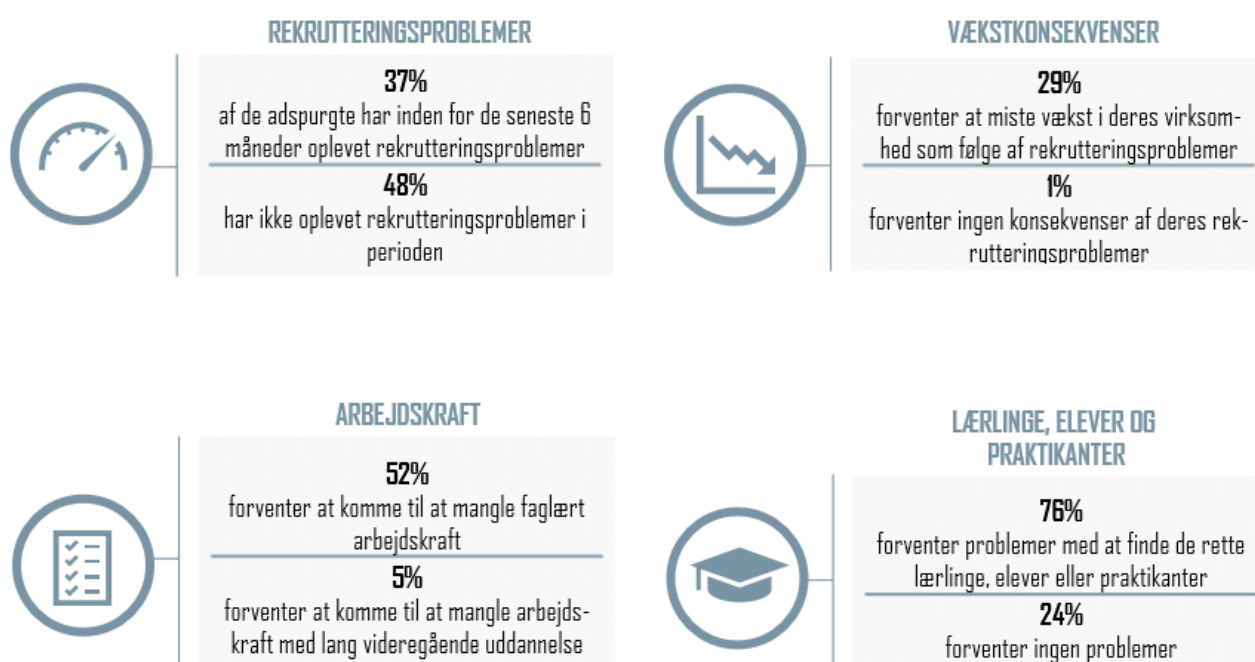 REKRUTTERINGSPROBLEMER
37%
af de adspurgte har inden for de seneste 6
måneder oplevet rekrutteringsproblemer
48%
har ikke oplevet rekrutteringsproblemer i
perioden
VÆKSTKONSEKVENSER
29%
forventer at miste vækst i deres virksom-
hed som følge af rekrutteringsproblemer
1%
forventer ingen konsekvenser af deres rek-
rutteringsproblemer
ARBEJDSKRAFT
52%
forventer at komme til at mangle faglært
arbejdskraft
5%
forventer at komme til at mangle arbejds-
kraft med lang videregående uddannelse
LÆRLINGE, ELEVER OG
PRAKTIKANTER
76%
forventer problemer med at finde de rette
lærlinge, elever eller praktikanter
24%
forventer ingen problemer